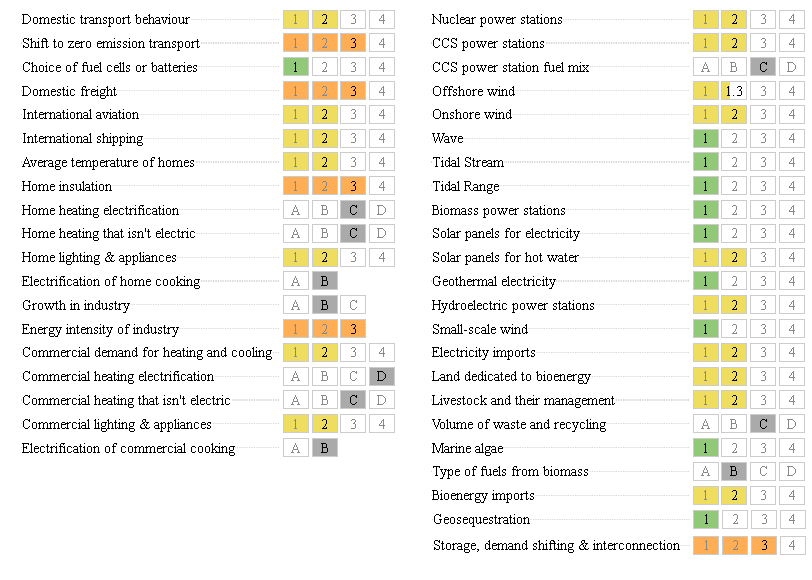 Domestic transport behaviour 1 2 3 4
Shift to zero emission transport 1 2 3 4
Choice of fuel cells or batteries 1 2 3 4
Domestic freight 1 2 3 4
International aviation 1 2 3 4
International shipping 1 2 3 4
Average temperature of homes 1 2 3 4
Home insulation 1 2 3 4
Home heating electrification A B C D
Home heating that isn't electric A B C D
Home lighting & appliances 1 2 3 4
Electrification of home cooking A B
Growth in industry A B C
Energy intensity of industry 1 2 3
Commercial demand for heating and cooling 1 2 3 4
Commercial heating electrification A B C D
Commercial heating that isn't electric A B C D
Commercial lighting & appliances 1 2 3 4
Electrification of commercial cooking A B
Nuclear power stations 1 2 3 4
CCS power stations 1 2 3 4
CCS power station fuel mix A B C D
Offshore wind 1 1.3 3 4
Onshore wind 1 2 3 4
Wave 1 2 3 4
Tidal Stream 1 2 3 4
Tidal Range 1 2 3 4
Biomass power stations 1 2 3 4
Solar panels for electricity 1 2 3 4
Solar panels for hot water 1 2 3 4
Geothermal electricity 1 2 3 4
Hydroelectric power stations 1 2 3 4
Small-scale wind 1 2 3 4
Electricity imports 1 2 3 4
Land dedicated to bioenergy 1 2 3 4
Livestock and their management 1 2 3 4
Volume of waste and recycling A B C D
Marine algae 1 2 3 4
Type of fuels from biomass A B C D
Bioenergy imports 1 2 3 4
Geosequestration 1 2 3 4
Storage, demand shifting & interconnection 1 2 3 4